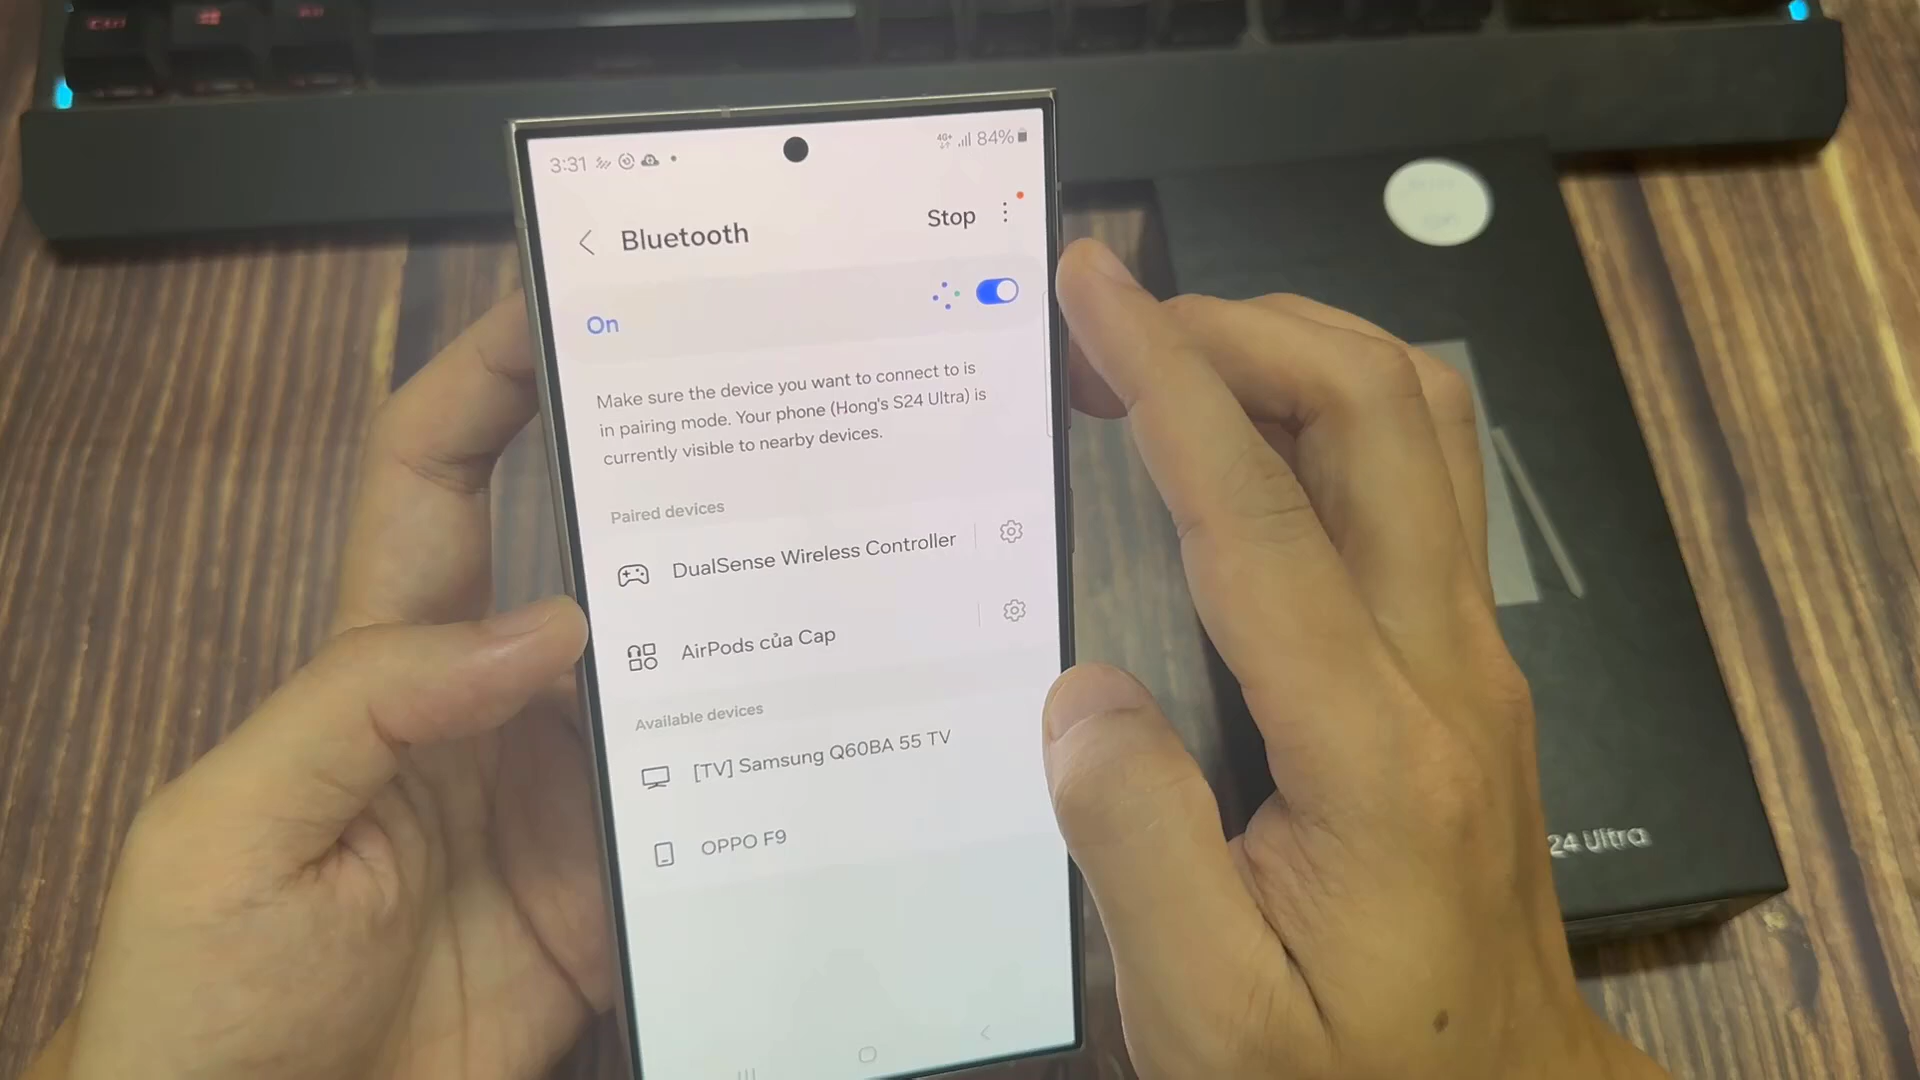 Ctrl
3:31
4G+ 84%
Bluetooth
Stop
On
Make sure the device you want to connect to is
in pairing mode. Your phone (Hong's S24 Ultra) is
currently visible to nearby devices.
Paired devices
DualSense Wireless Controller
AirPods của Cap
Available devices
[TV] Samsung Q60BA 55 TV
OPPO F9
24 Ultra